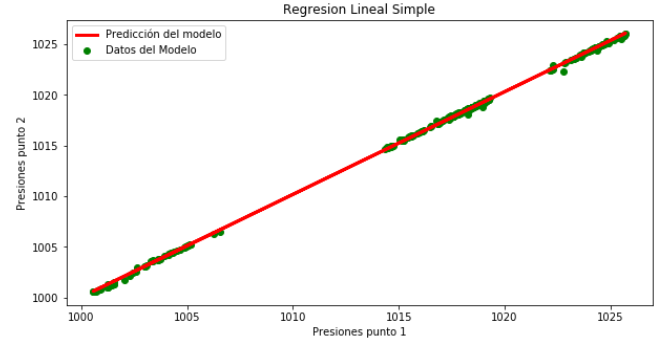 Regresion Lineal Simple
Predicción del modelo
Datos del Modelo
Presiones punto 2
1025
1020
1015
1010
1005
1000
1000 1005 1010 1015 1020 1025
Presiones punto 1